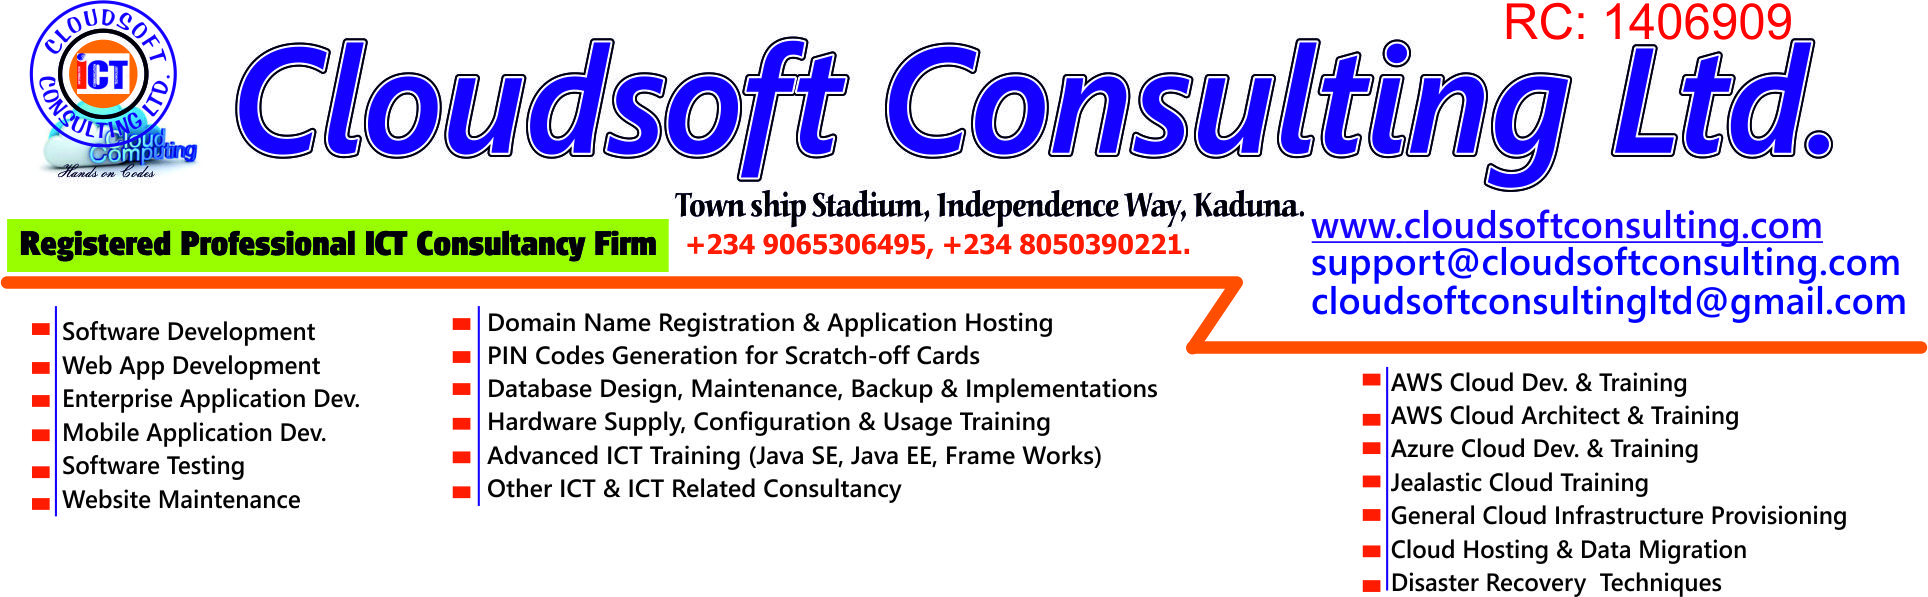 RC: 1406909
CLOUDSOFT CONSULTING LTD.
iCT
Cloud
Computing
Hands on Codes
Cloudsoft Consulting Ltd.
Town ship Stadium, Independence Way, Kaduna.
Registered Professional ICT Consultancy Firm
+234 9065306495, +234 8050390221.
www.cloudsoftconsulting.com
support@cloudsoftconsulting.com
cloudsoftconsultingltd@gmail.com
Software Development
Web App Development
Enterprise Application Dev.
Mobile Application Dev.
Software Testing
Website Maintenance
Domain Name Registration & Application Hosting
PIN Codes Generation for Scratch-off Cards
Database Design, Maintenance, Backup & Implementations
Hardware Supply, Configuration & Usage Training
Advanced ICT Training (Java SE, Java EE, Frame Works)
Other ICT & ICT Related Consultancy
AWS Cloud Dev. & Training
AWS Cloud Architect & Training
Azure Cloud Dev. & Training
Jealastic Cloud Training
General Cloud Infrastructure Provisioning
Cloud Hosting & Data Migration
Disaster Recovery  Techniques